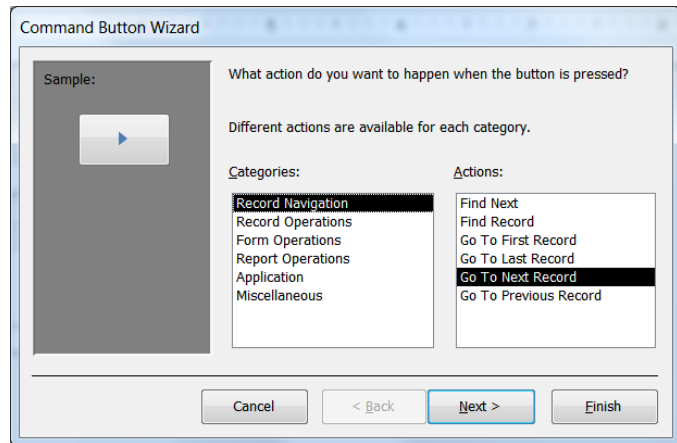 Command Button Wizard
Sample:
What action do you want to happen when the button is pressed?
Different actions are available for each category.
Categories:
Record Navigation
Record Operations
Form Operations
Report Operations
Application
Miscellaneous
Actions:
Find Next
Find Record
Go To First Record
Go To Last Record
Go To Next Record
Go To Previous Record
Cancel
< Back
Next >
Finish